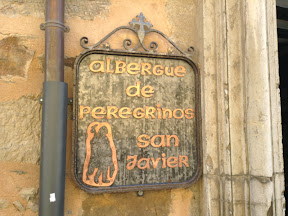 ALBERGUE
de
PEREGRINOS
SAN
JAVIER